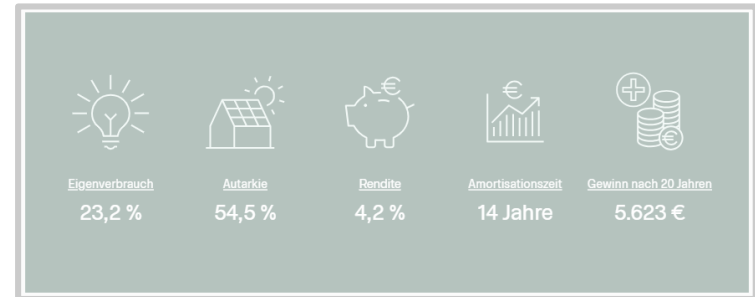 Eigenverbrauch
23,2 %
Autarkie
54,5 %
Rendite
4,2 %
Amortisationszeit
14 Jahre
Gewinn nach 20 Jahren
5.623 €